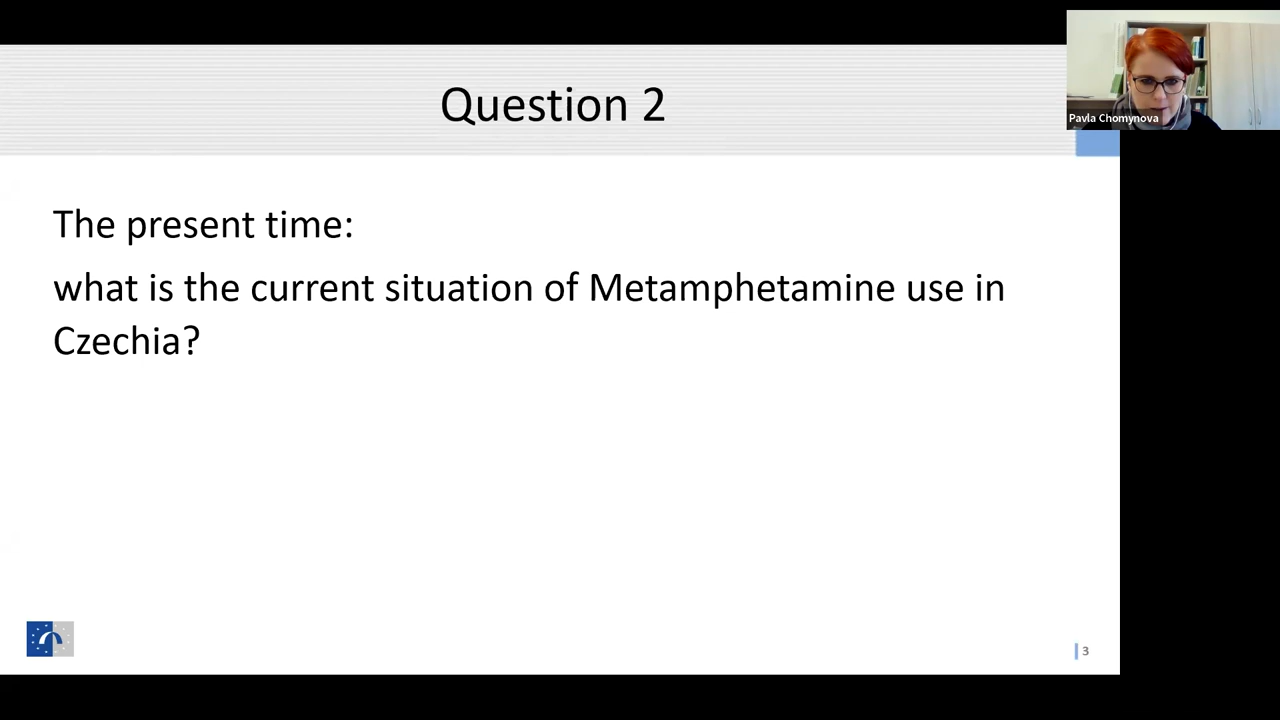 Question 2
Pavla Chomynova
The present time:
what is the current situation of Metamphetamine use in
Czechia?
3